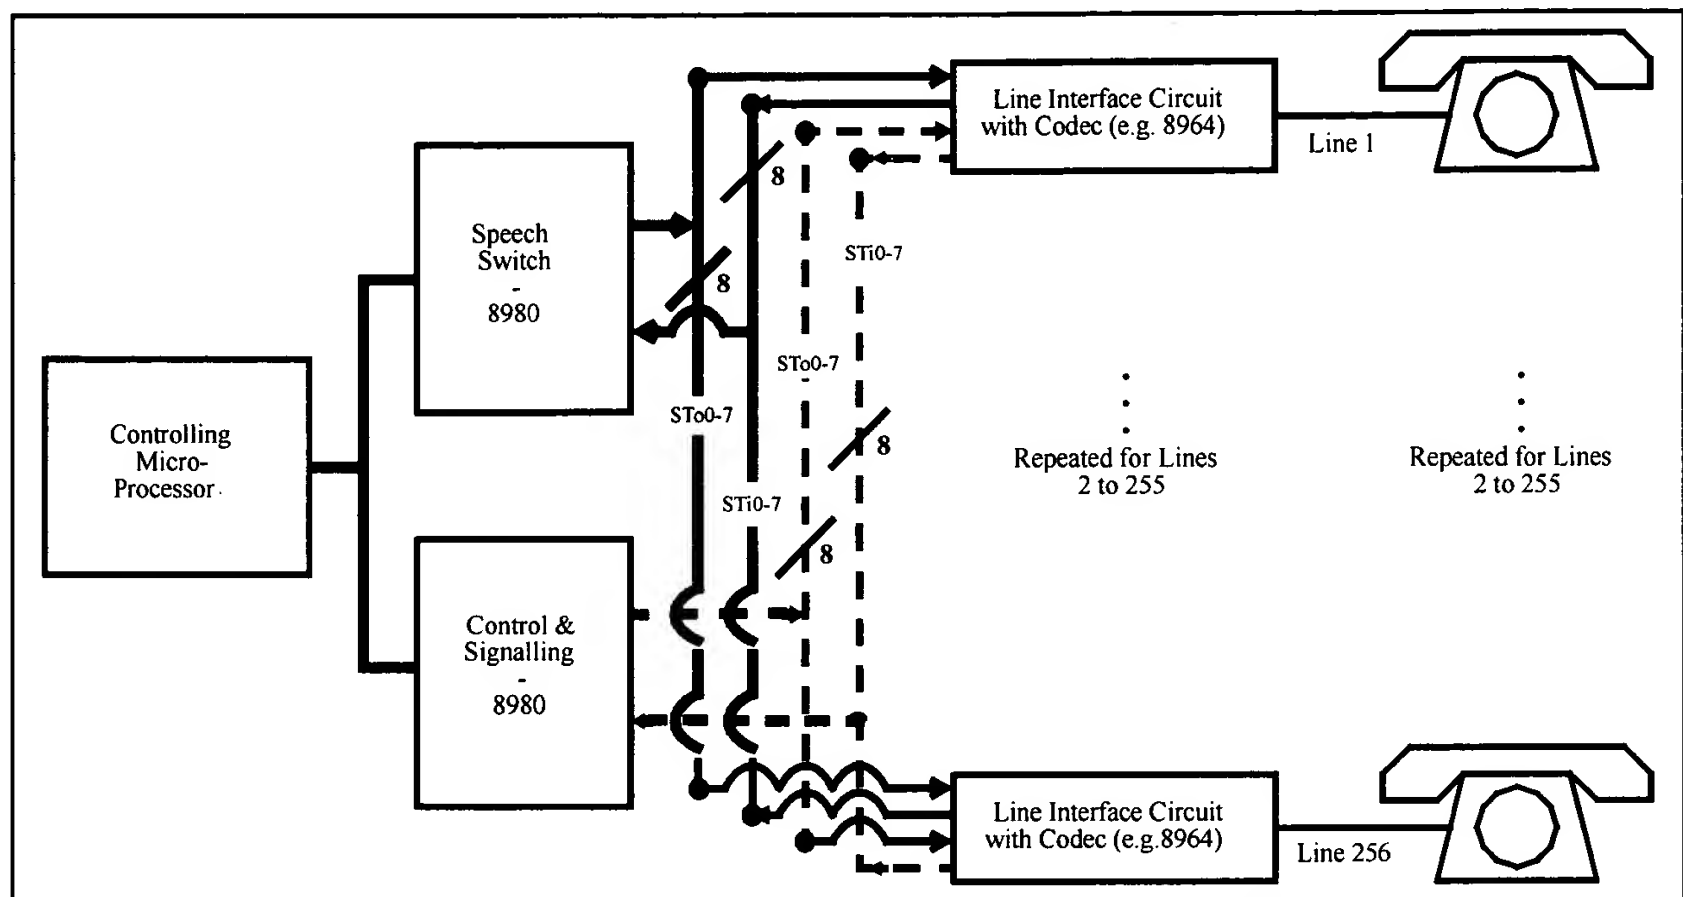 Line Interface Circuit
with Codec (e.g. 8964)
Line 1
8
Speech
Switch
-
8980
8
STi0-7
STo0-7
STo0-7
Controlling
Micro-
Processor
8
Repeated for Lines
2 to 255
Repeated for Lines
2 to 255
STi0-7
8
Control &
Signalling
-
8980
Line Interface Circuit
with Codec (e.g.8964)
Line 256